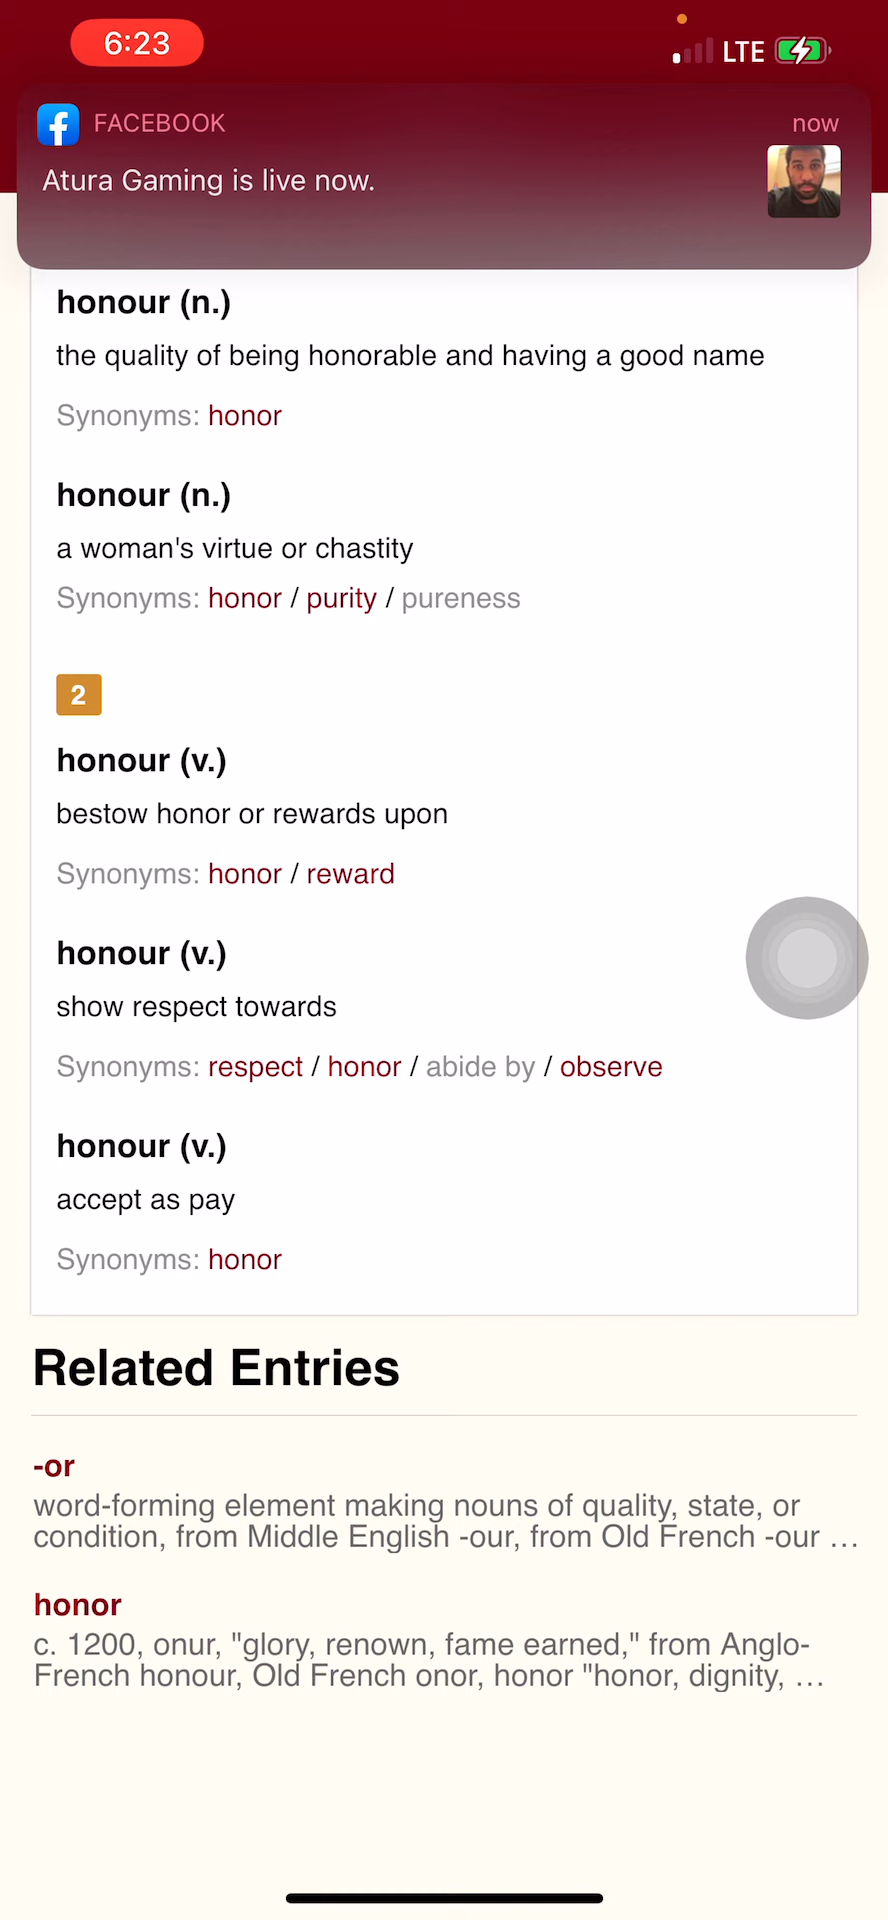 6:23
LTE
FACEBOOK
now
Atura Gaming is live now.
honour (n.)
the quality of being honorable and having a good name
Synonyms: honor
honour (n.)
a woman's virtue or chastity
Synonyms: honor / purity / pureness
2
honour (v.)
bestow honor or rewards upon
Synonyms: honor / reward
honour (v.)
show respect towards
Synonyms: respect / honor / abide by / observe
honour (v.)
accept as pay
Synonyms: honor
Related Entries
-or
word-forming element making nouns of quality, state, or
condition, from Middle English -our, from Old French -our ...
honor
c. 1200, onur, "glory, renown, fame earned," from Anglo-
French honour, Old French onor, honor "honor, dignity, ...